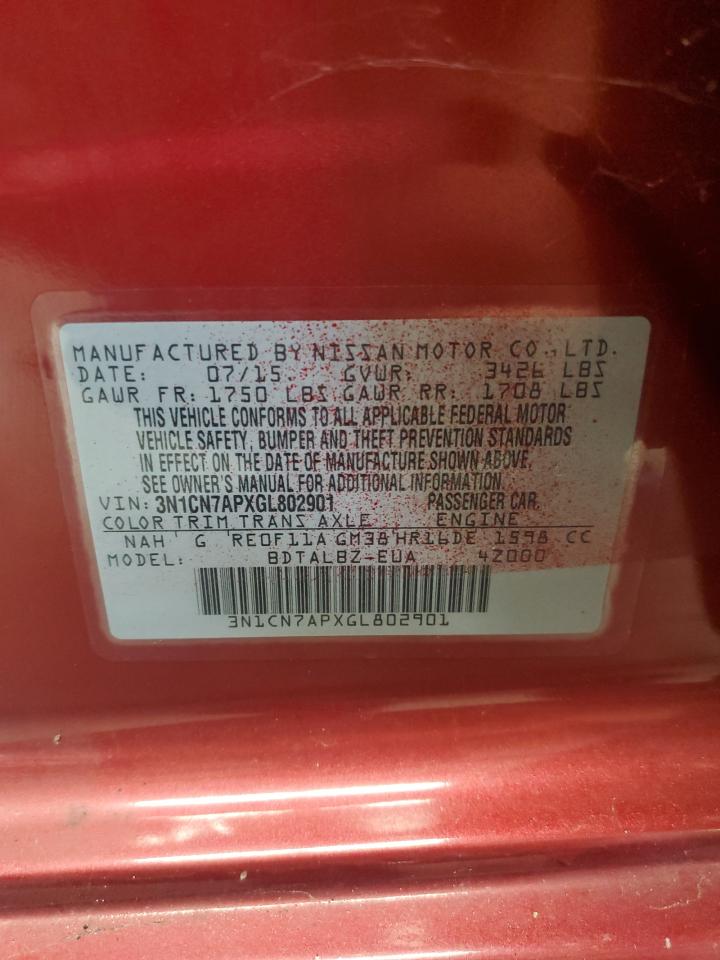 MANUFACTURED BY NISSAN MOTOR CO., LTD.
DATE: 07/15 GVWR: 3426 LBS
GAWR FR: 1750 LBS GAWR RR: 1708 LBS
THIS VEHICLE CONFORMS TO ALL APPLICABLE FEDERAL MOTOR
VEHICLE SAFETY, BUMPER AND THEFT PREVENTION STANDARDS
IN EFFECT ON THE DATE OF MANUFACTURE SHOWN ABOVE.
SEE OWNER'S MANUAL FOR ADDITIONAL INFORMATION.
VIN: 3N1CN7APXGL802901 PASSENGER CAR.
COLOR TRIM TRANS AXLE ENGINE
NAH G RE0F11A GM38 HR16DE 1598 CC
MODEL: BDTALBZ-EUA 4Z000
3N1CN7APXGL802901